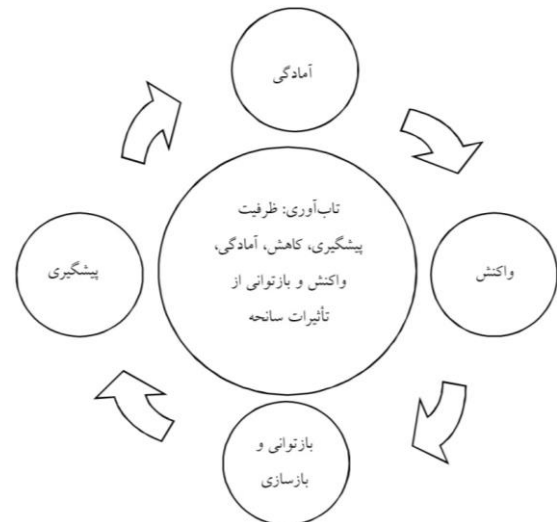 آمادگی
تاب‌آوری: ظرفیت
پیشگیری، کاهش، آمادگی،
واکنش و بازتوانی از
تأثیرات سانحه
واکنش
پیشگیری
بازتوانی و
بازسازی